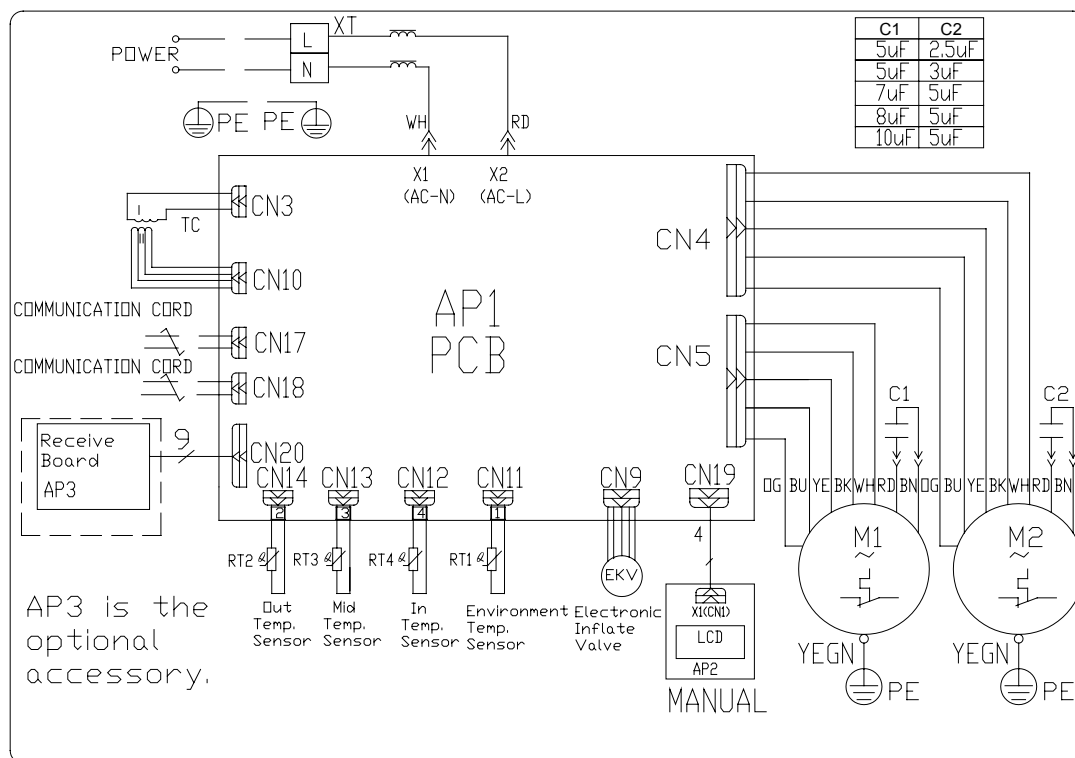 XT
POWER
L
N
PE PE
WH
RD
X1
(AC-N)
X2
(AC-L)
C1 C2
5uF 2.5uF
5uF 3uF
7uF 5uF
8uF 5uF
10uF 5uF
CN3
I
TC
II
CN10
COMMUNICATION CORD
CN17
COMMUNICATION CORD
CN18
Receive
Board
AP3
9
CN20
AP1
PCB
CN4
CN5
CN14
CN13
CN12
CN11
CN9
CN19
2
3
4
1
RT2
RT3
RT4
RT1
Out
Temp.
Sensor
Mid
Temp.
Sensor
In
Temp.
Sensor
Environment
Temp.
Sensor
EKV
Electronic
Inflate
Valve
4
X1(CN1)
LCD
AP2
MANUAL
C1
C2
OG BU YE BK WH RD BN
OG BU YE BK WH RD BN
M1
~
M2
~
YEGN
PE
YEGN
PE
AP3 is the
optional
accessory.